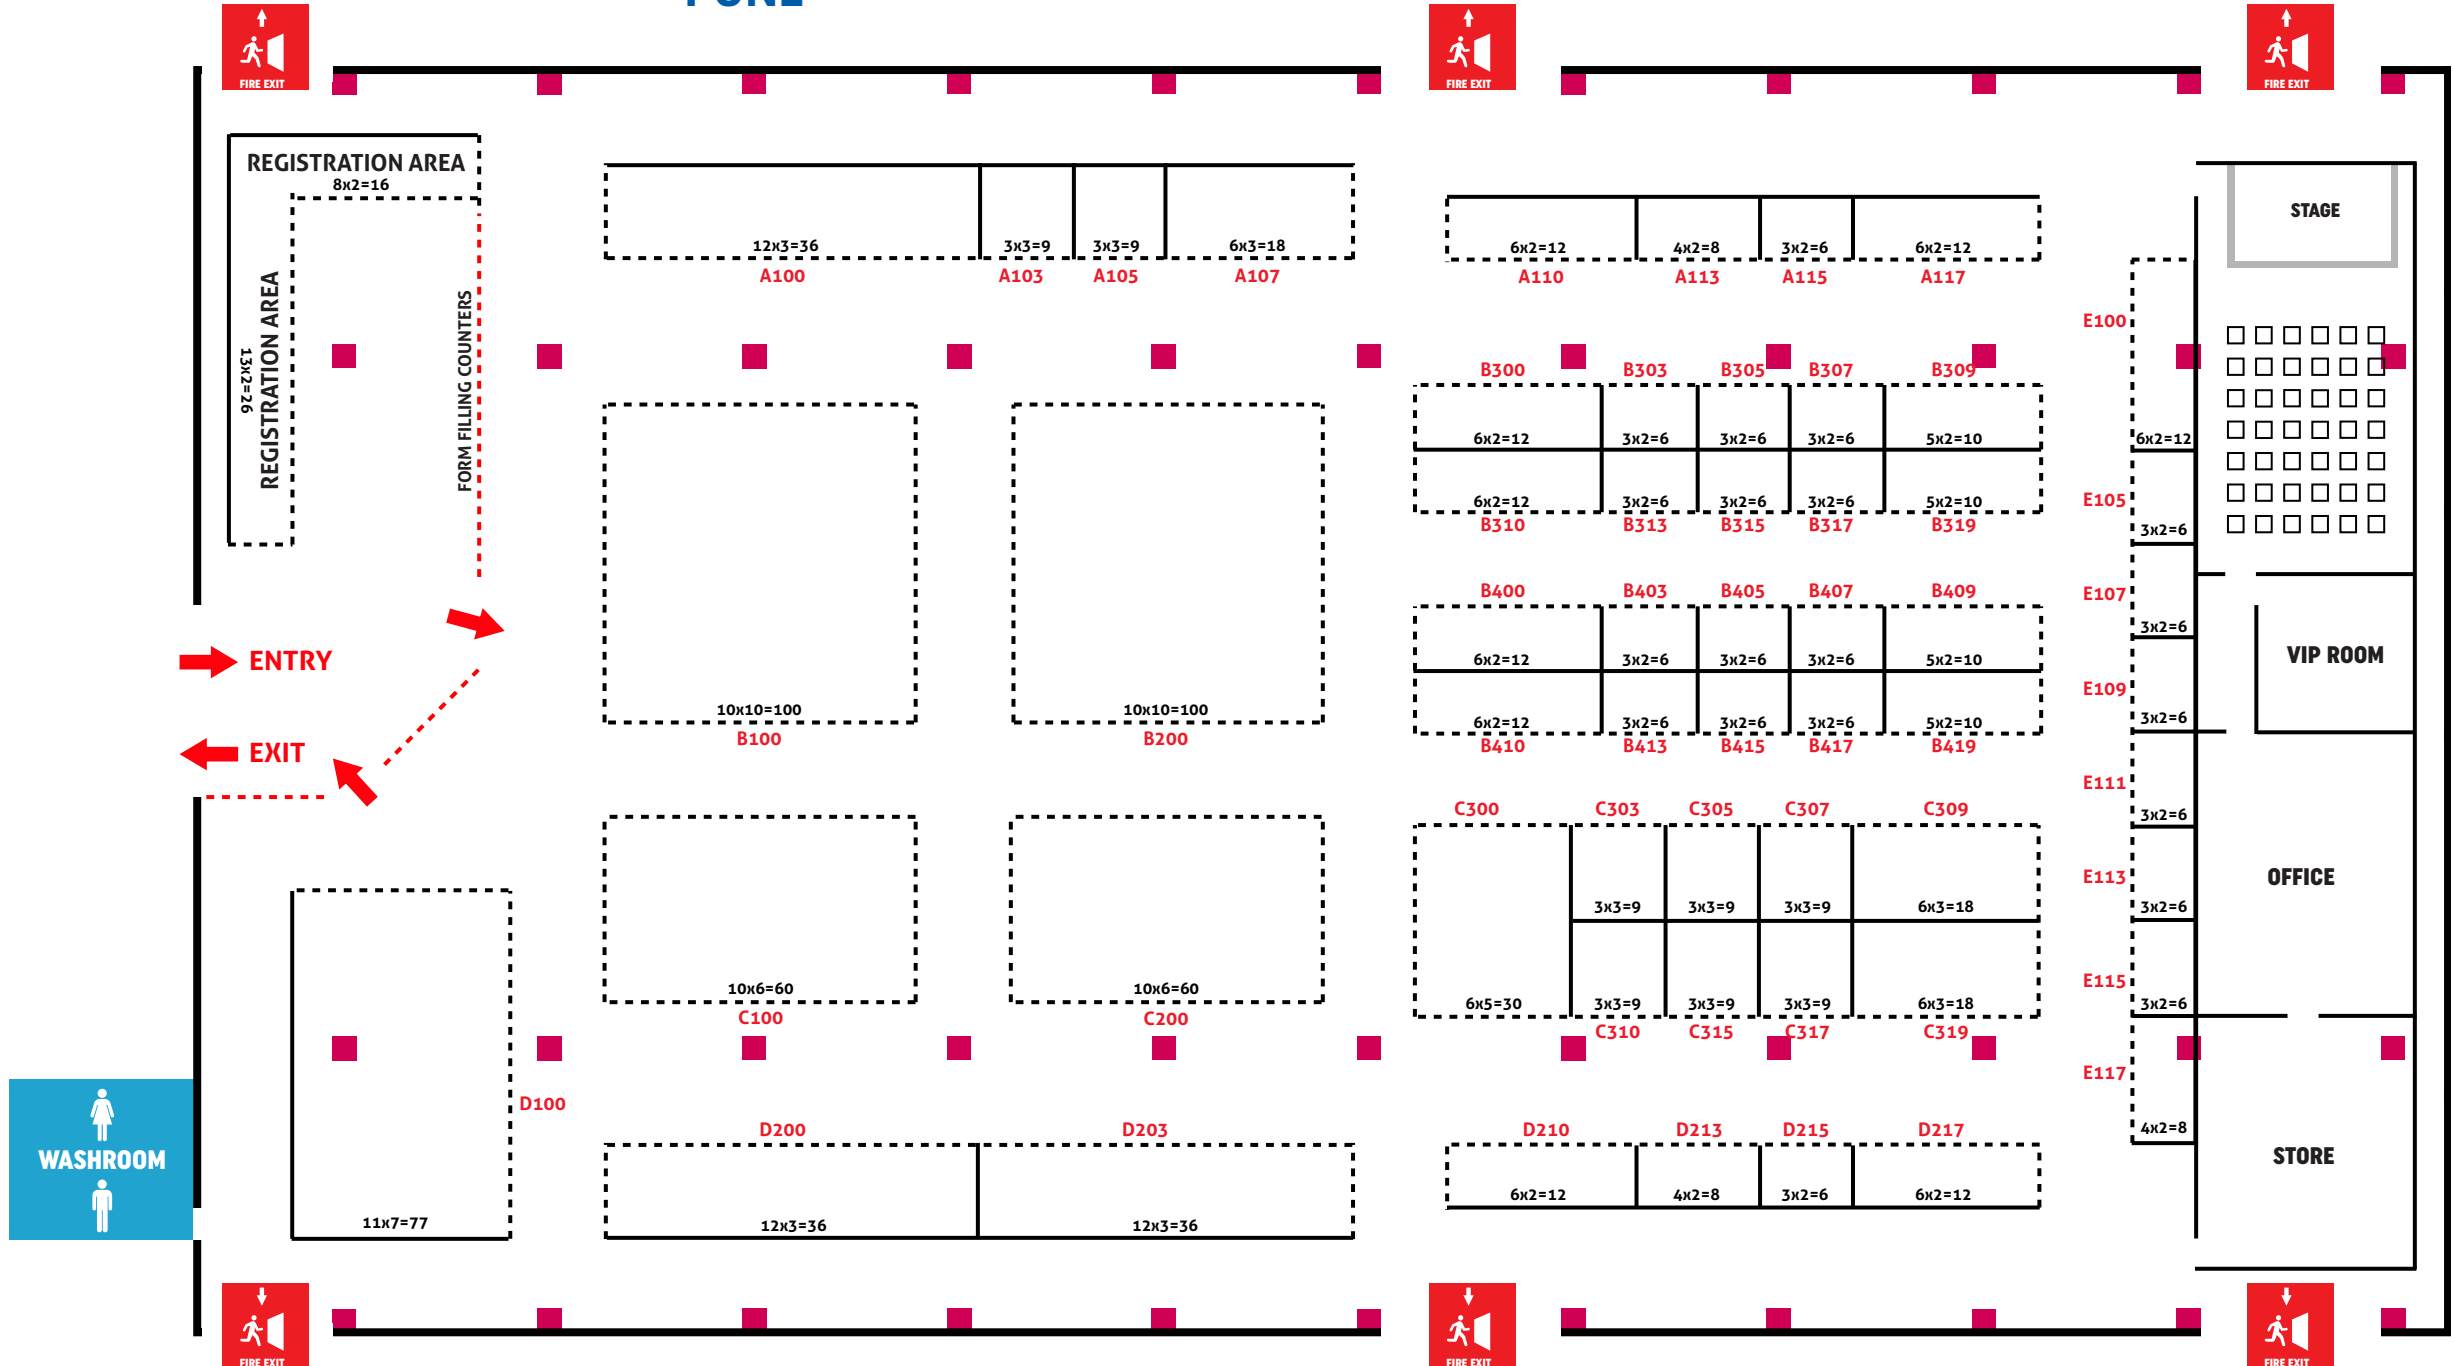 PUNE
FIRE EXIT
FIRE EXIT
FIRE EXIT
REGISTRATION AREA
8x2=16
REGISTRATION AREA
13x2=26
FORM FILLING COUNTERS
12x3=36
3x3=9
3x3=9
6x3=18
A100
A103
A105
A107
6x2=12
4x2=8
3x2=6
6x2=12
A110
A113
A115
A117
STAGE
E100
6x2=12
E105
3x2=6
E107
3x2=6
E109
3x2=6
E111
3x2=6
E113
3x2=6
E115
3x2=6
E117
4x2=8
B300
B303
B305
B307
B309
6x2=12
3x2=6
3x2=6
3x2=6
5x2=10
6x2=12
3x2=6
3x2=6
3x2=6
5x2=10
B310
B313
B315
B317
B319
ENTRY
EXIT
10x10=100
B100
10x10=100
B200
B400
B403
B405
B407
B409
6x2=12
3x2=6
3x2=6
3x2=6
5x2=10
6x2=12
3x2=6
3x2=6
3x2=6
5x2=10
B410
B413
B415
B417
B419
VIP ROOM
OFFICE
STORE
10x6=60
C100
10x6=60
C200
C300
C303
C305
C307
C309
3x3=9
3x3=9
3x3=9
6x3=18
6x5=30
3x3=9
3x3=9
3x3=9
6x3=18
C310
C315
C317
C319
WASHROOM
D100
11x7=77
D200
D203
12x3=36
12x3=36
D210
D213
D215
D217
6x2=12
4x2=8
3x2=6
6x2=12
FIRE EXIT
FIRE EXIT
FIRE EXIT